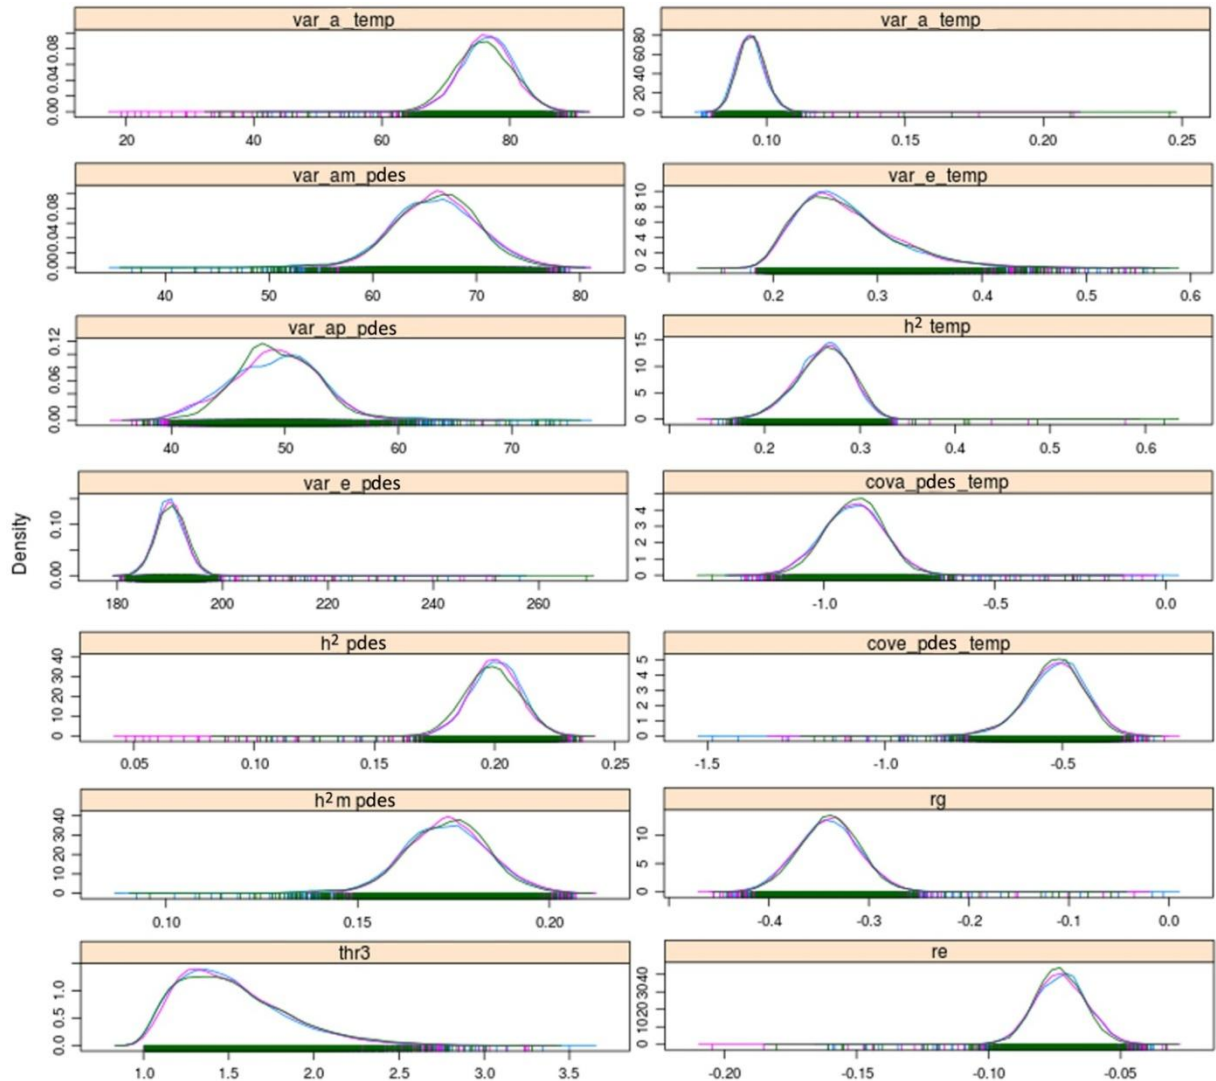 var_a_temp
0.00 0.04 0.08
20 40 60 80
var_a_temp
0 20 40 60 80
0.10 0.15 0.20 0.25
var_am_pdes
0.00 0.04 0.08
40 50 60 70 80
var_e_temp
0 2 4 6 8 10
0.2 0.3 0.4 0.5 0.6
var_ap_pdes
0.00 0.06 0.12
40 50 60 70
h² temp
0 5 10 15
0.2 0.3 0.4 0.5 0.6
Density
var_e_pdes
0.00 0.10
180 200 220 240 260
cova_pdes_temp
0 1 2 3 4
-1.0 -0.5 0.0
h² pdes
0 10 20 30 40
0.05 0.10 0.15 0.20 0.25
cove_pdes_temp
0 1 2 3 4 5
-1.5 -1.0 -0.5
h²m pdes
0 10 20 30 40
0.10 0.15 0.20
rg
0 5 10
-0.4 -0.3 -0.2 -0.1 0.0
thr3
0.0 0.5 1.0
1.0 1.5 2.0 2.5 3.0 3.5
re
0 10 20 30 40
-0.20 -0.15 -0.10 -0.05